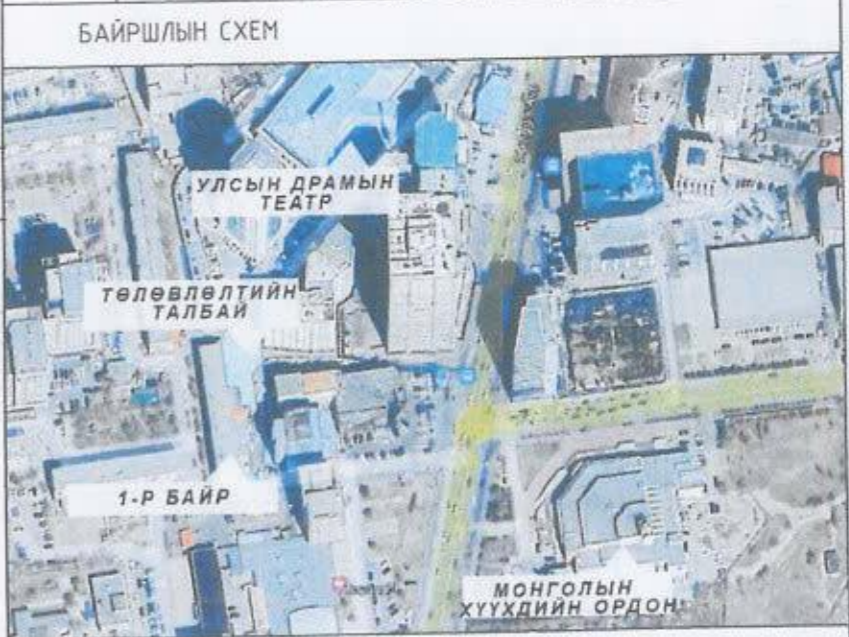 БАЙРШЛЫН СХЕМ
УЛСЫН ДРАМЫН
ТЕАТР
ТӨЛӨВЛӨЛТИЙН
ТАЛБАЙ
1-Р БАЙР
МОНГОЛЫН
ХҮҮХДИЙН ОРДОН